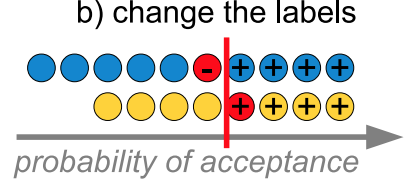 b) change the labels
- + + + +
+ + + +
probability of acceptance